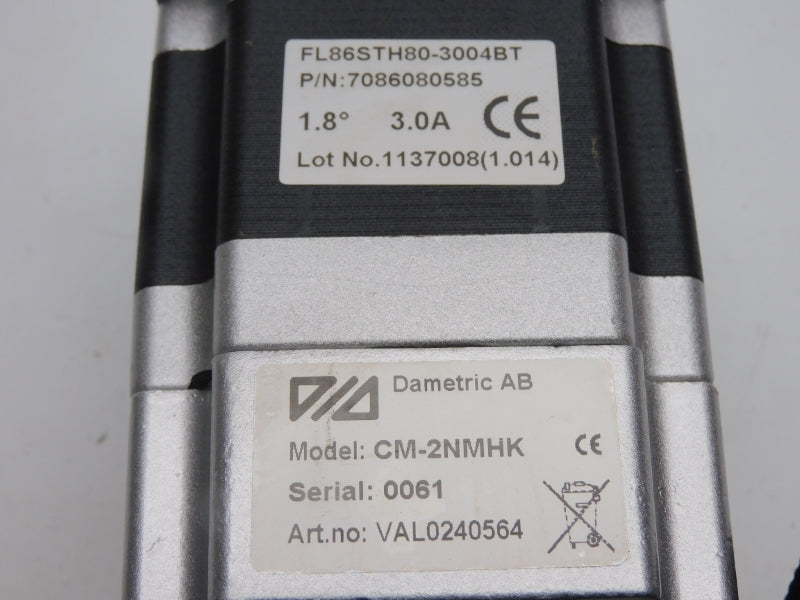 FL86STH80-3004BT
P/N:7086080585
1.8° 3.0A CE
Lot No.1137008(1.014)
Dametric AB
Model: CM-2NMHK CE
Serial: 0061
Art.no: VAL0240564